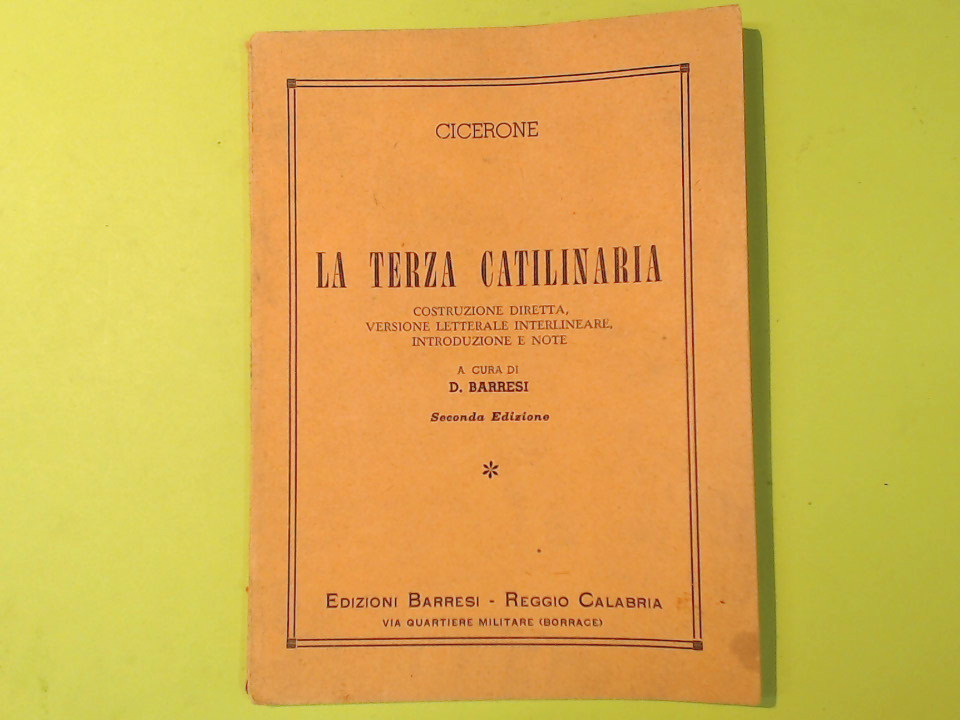 CICERONE
LA TERZA CATILINARIA
COSTRUZIONE DIRETTA,
VERSIONE LETTERALE INTERLINEARE,
INTRODUZIONE E NOTE
A CURA DI
D. BARRESI
Seconda Edizione
*
EDIZIONI BARRESI - REGGIO CALABRIA
VIA QUARTIERE MILITARE (BORRACE)